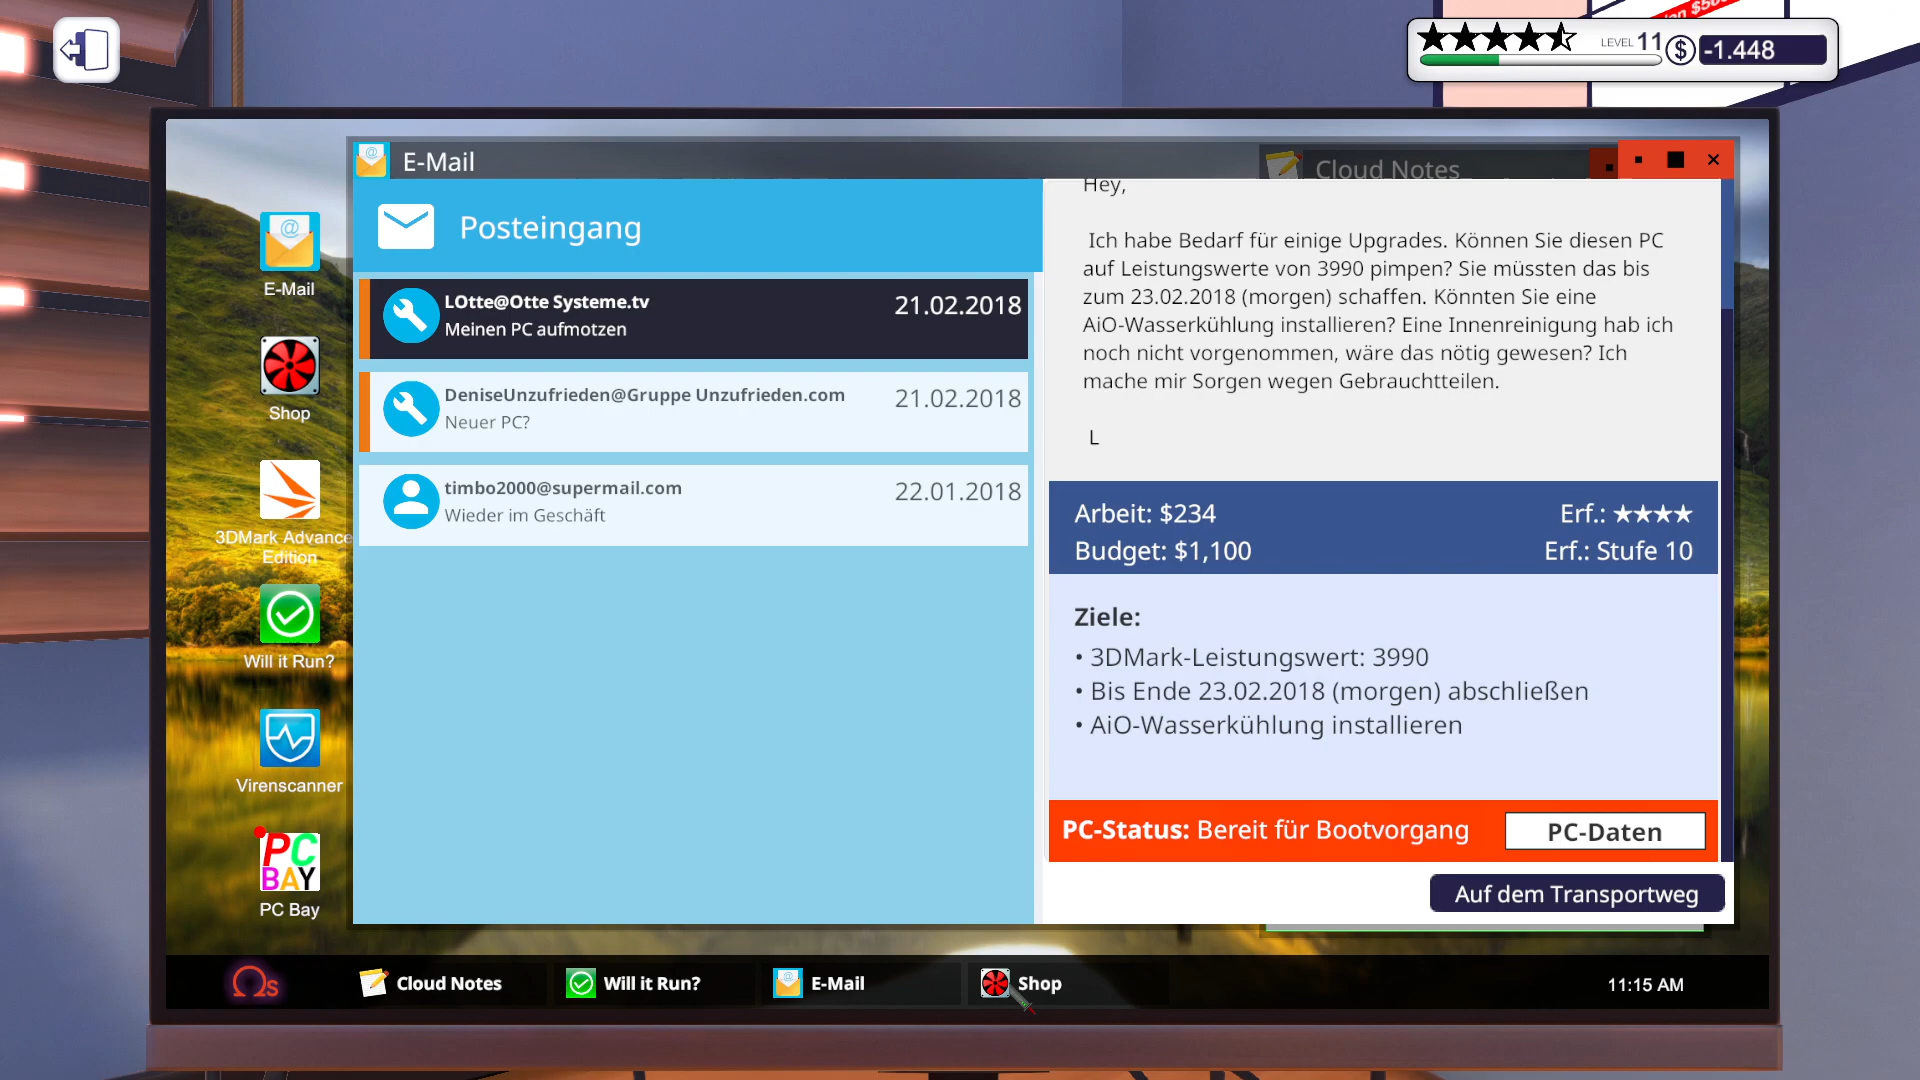 LEVEL 11
-1.448
E-Mail
Cloud Notes
Posteingang
LOtte@Otte Systeme.tv
21.02.2018
Meinen PC aufmotzen
DeniseUnzufrieden@Gruppe Unzufrieden.com
21.02.2018
Neuer PC?
timbo2000@supermail.com
22.01.2018
Wieder im Geschäft
Hey,
Ich habe Bedarf für einige Upgrades. Können Sie diesen PC
auf Leistungswerte von 3990 pimpen? Sie müssten das bis
zum 23.02.2018 (morgen) schaffen. Könnten Sie eine
AiO-Wasserkühlung installieren? Eine Innenreinigung hab ich
noch nicht vorgenommen, wäre das nötig gewesen? Ich
mache mir Sorgen wegen Gebrauchtteilen.
L
Arbeit: $234
Erf.: ★★★★
Budget: $1,100
Erf.: Stufe 10
Ziele:
• 3DMark-Leistungswert: 3990
• Bis Ende 23.02.2018 (morgen) abschließen
• AiO-Wasserkühlung installieren
PC-Status: Bereit für Bootvorgang
PC-Daten
Auf dem Transportweg
E-Mail
Shop
3DMark Advance
Edition
Will it Run?
Virenscanner
PC
BAY
PC Bay
Ωs
Cloud Notes
Will it Run?
E-Mail
Shop
11:15 AM